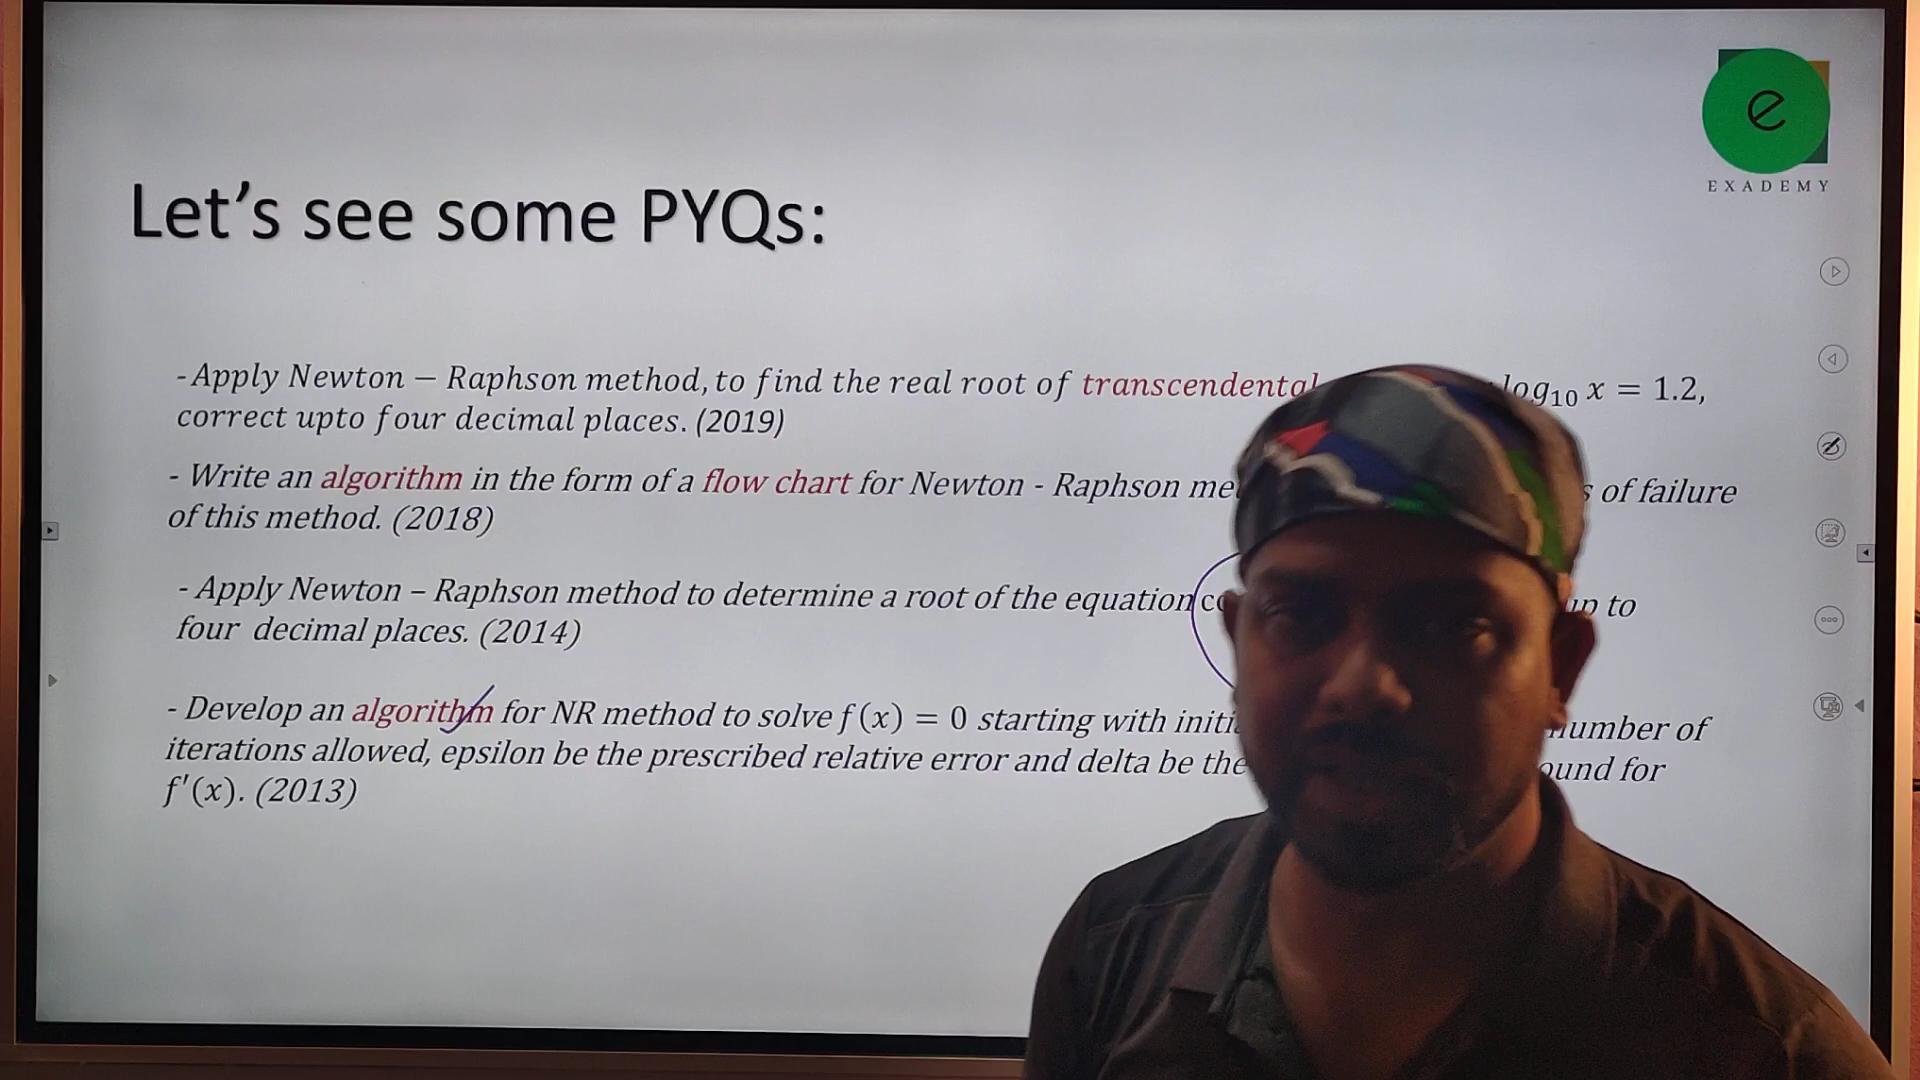 e
EXADEMY
Let's see some PYQs:
- Apply Newton – Raphson method, to find the real root of transcendental log₁₀ x = 1.2,
correct upto four decimal places. (2019)
- Write an algorithm in the form of a flow chart for Newton - Raphson of failure
of this method. (2018)
- Apply Newton – Raphson method to determine a root of the equation up to
four decimal places. (2014)
- Develop an algorithm for NR method to solve f(x) = 0 starting with number of
iterations allowed, epsilon be the prescribed relative error and delta be the for
f'(x). (2013)